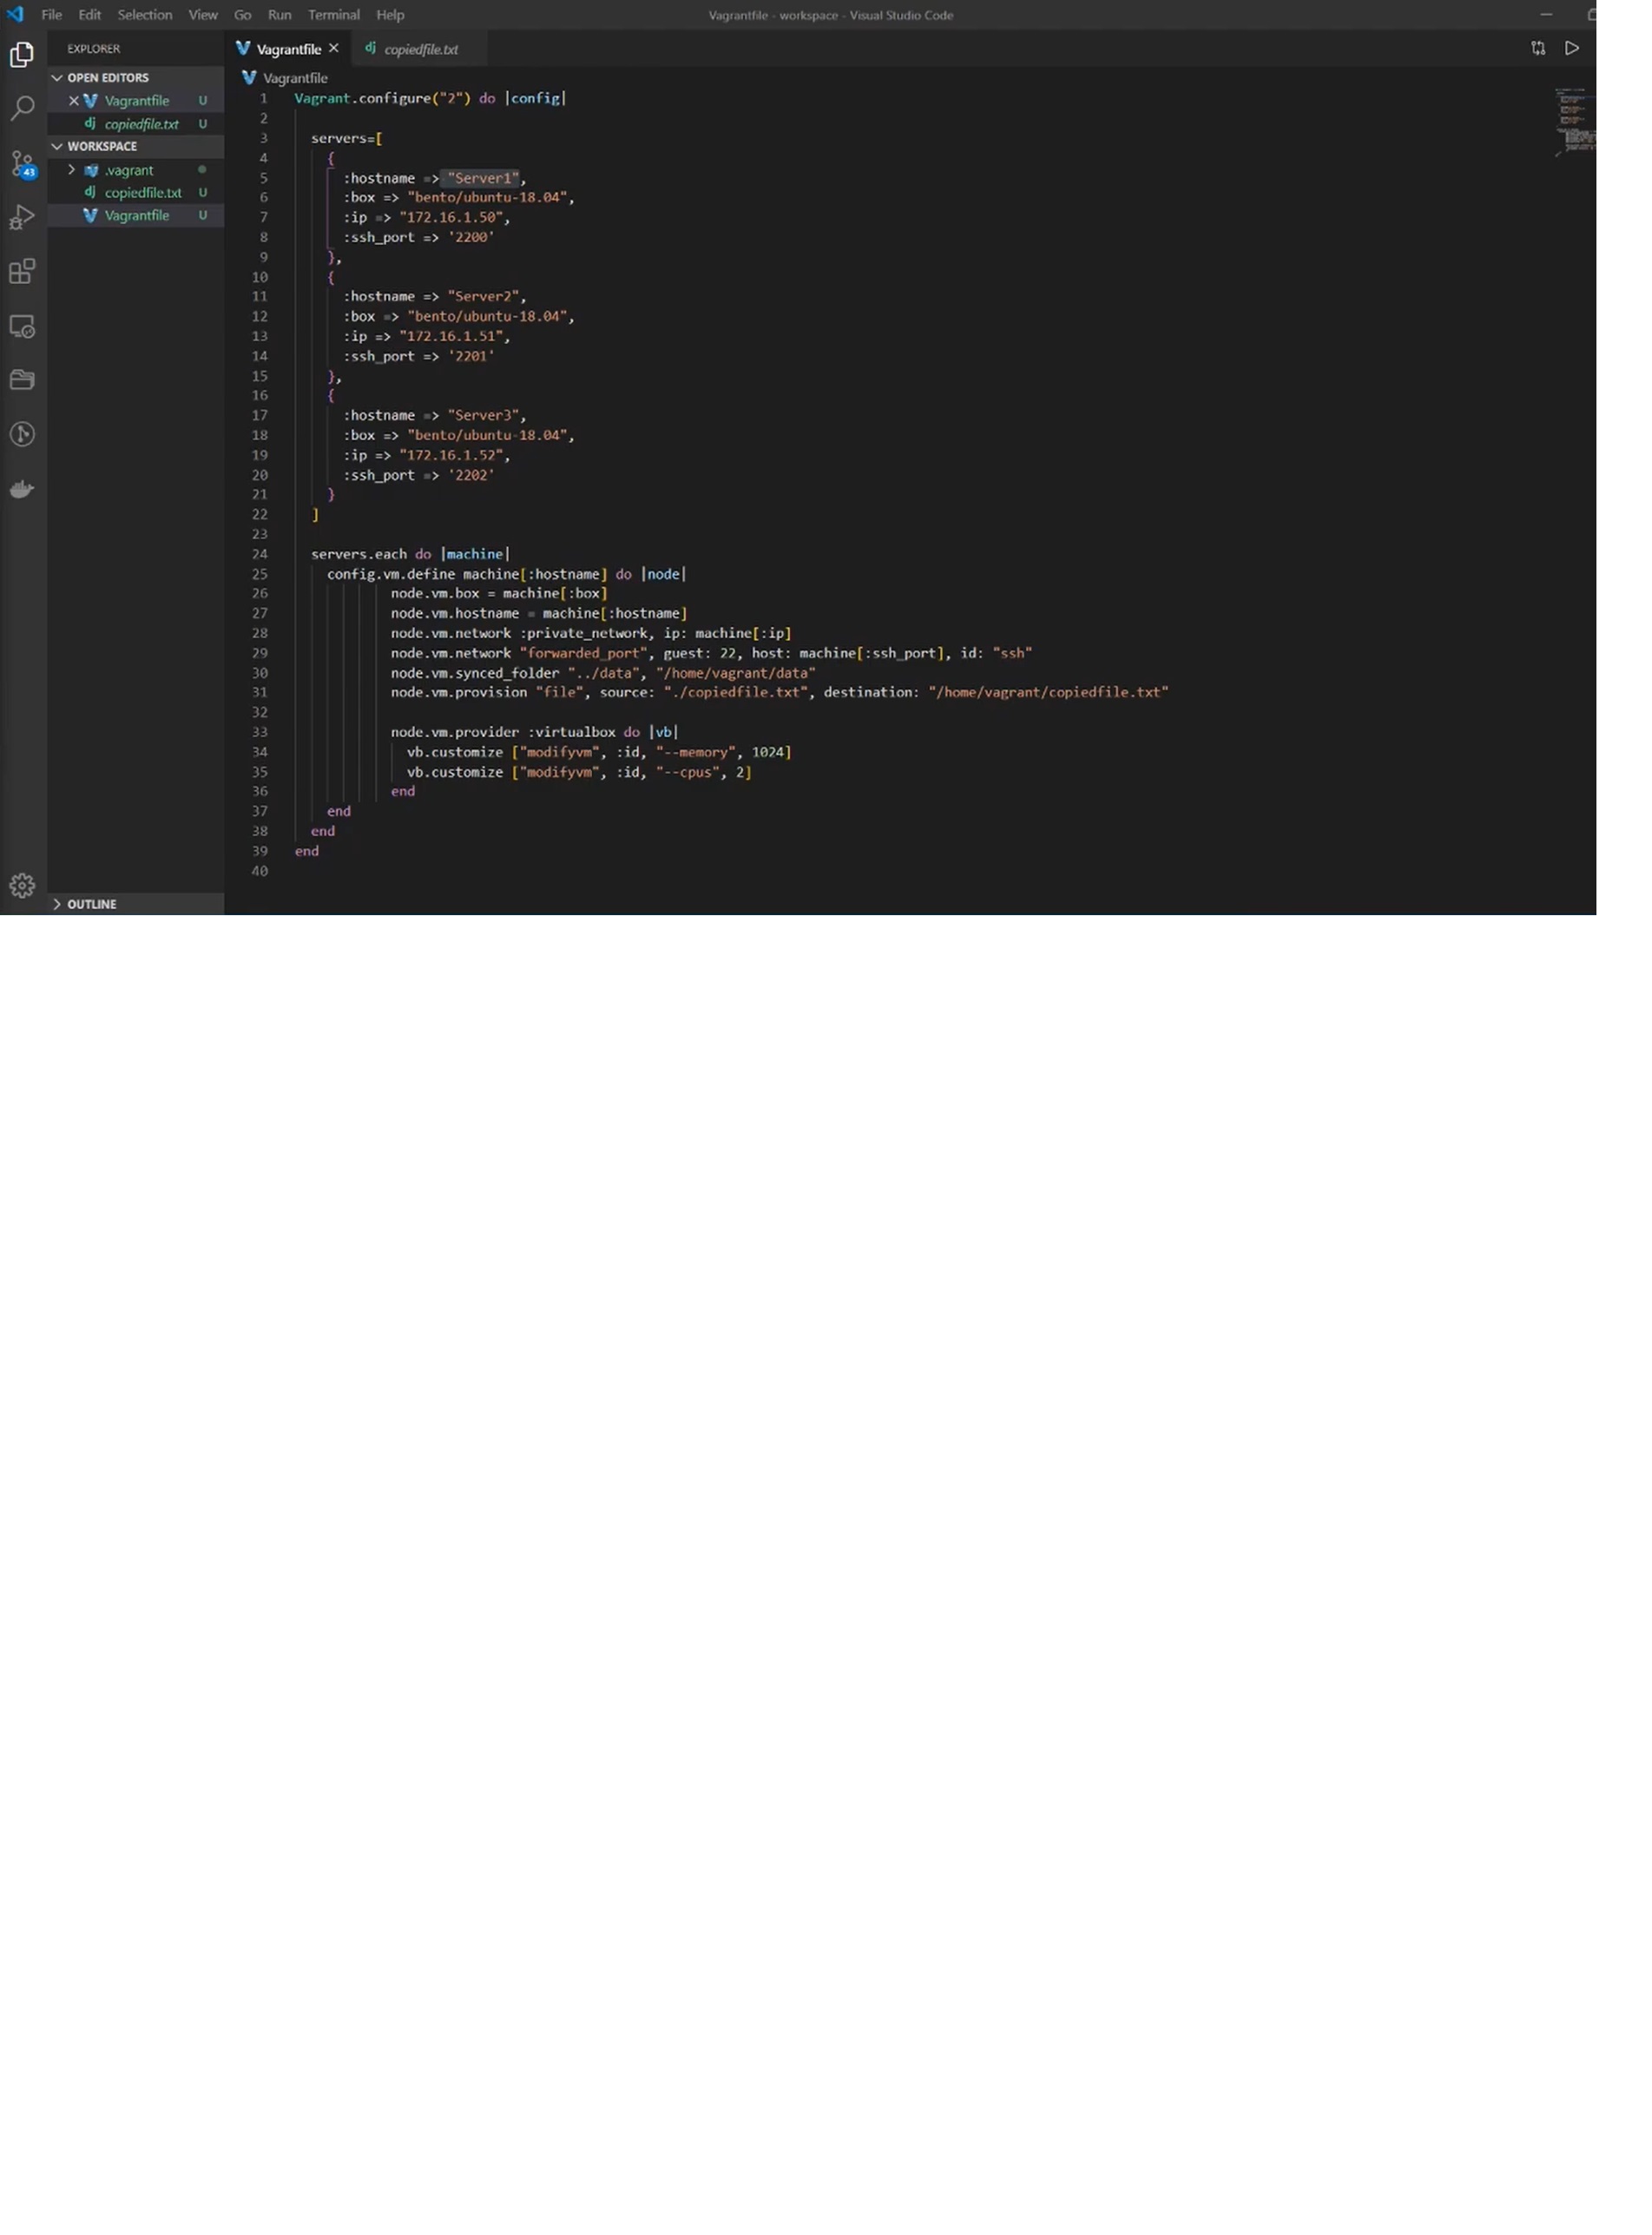 File Edit Selection View Go Run Terminal Help
Vagrantfile - workspace - Visual Studio Code
EXPLORER
OPEN EDITORS
Vagrantfile U
dj copiedfile.txt U
43
WORKSPACE
.vagrant
dj copiedfile.txt U
Vagrantfile U
OUTLINE
Vagrantfile
dj copiedfile.txt
Vagrantfile
1 Vagrant.configure("2") do |config|
2
3 servers=[
4 {
5 :hostname => "Server1",
6 :box => "bento/ubuntu-18.04",
7 :ip => "172.16.1.50",
8 :ssh_port => '2200'
9 },
10 {
11 :hostname => "Server2",
12 :box => "bento/ubuntu-18.04",
13 :ip => "172.16.1.51",
14 :ssh_port => '2201'
15 },
16 {
17 :hostname => "Server3",
18 :box => "bento/ubuntu-18.04",
19 :ip => "172.16.1.52",
20 :ssh_port => '2202'
21 }
22 ]
23
24 servers.each do |machine|
25 config.vm.define machine[:hostname] do |node|
26 node.vm.box = machine[:box]
27 node.vm.hostname = machine[:hostname]
28 node.vm.network :private_network, ip: machine[:ip]
29 node.vm.network "forwarded_port", guest: 22, host: machine[:ssh_port], id: "ssh"
30 node.vm.synced_folder "../data", "/home/vagrant/data"
31 node.vm.provision "file", source: "./copiedfile.txt", destination: "/home/vagrant/copiedfile.txt"
32
33 node.vm.provider :virtualbox do |vb|
34 vb.customize ["modifyvm", :id, "--memory", 1024]
35 vb.customize ["modifyvm", :id, "--cpus", 2]
36 end
37 end
38 end
39 end
40